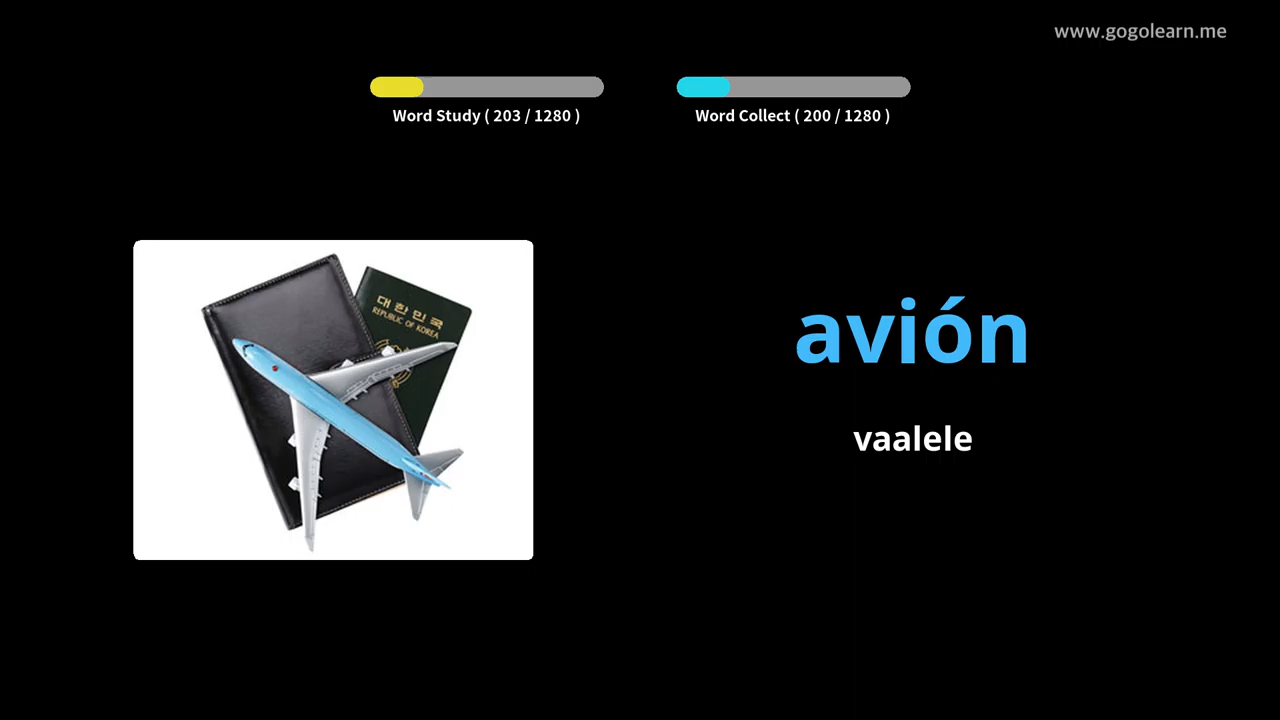 www.gogolearn.me
Word Study ( 203 / 1280 )
Word Collect ( 200 / 1280 )
대한민국
REPUBLIC OF KOREA
avión
vaalele